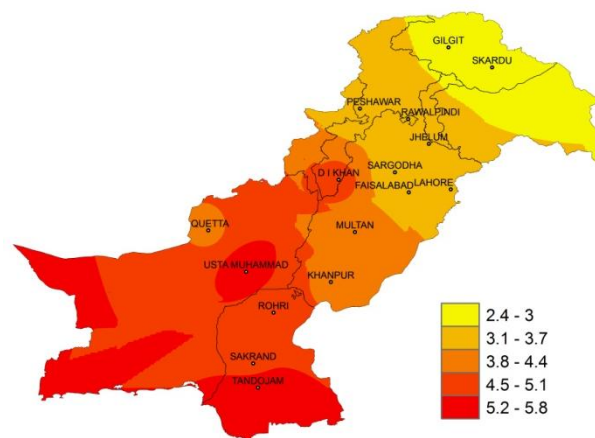 GILGIT
SKARDU
PESHAWAR
RAWALPINDI
JHELUM
SARGODHA
D I KHAN
FAISALABAD
LAHORE
QUETTA
MULTAN
USTA MUHAMMAD
KHANPUR
ROHRI
SAKRAND
TANDOJAM
2.4 - 3
3.1 - 3.7
3.8 - 4.4
4.5 - 5.1
5.2 - 5.8